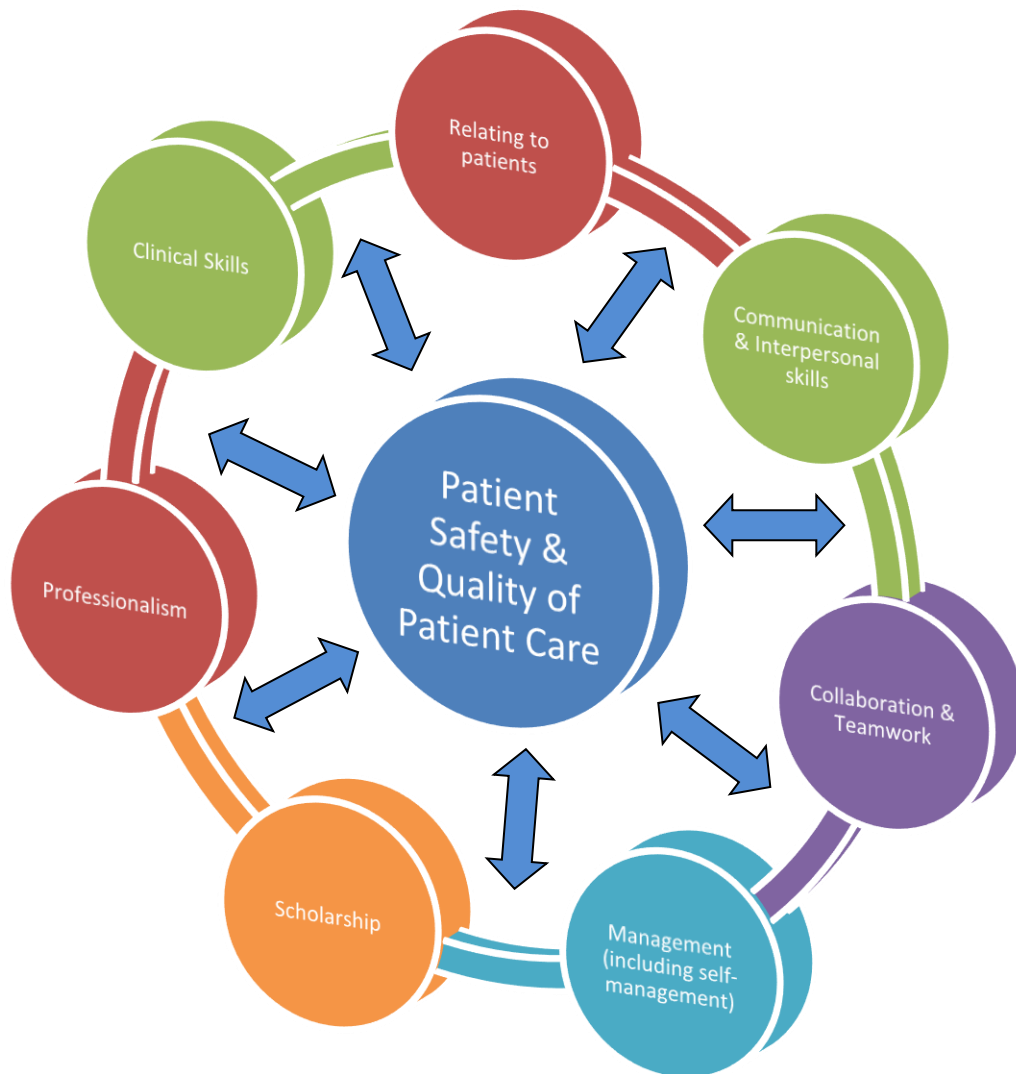 Relating to
patients
Communication
& Interpersonal
skills
Collaboration &
Teamwork
Management
(including self-
management)
Scholarship
Professionalism
Clinical Skills
Patient
Safety &
Quality of
Patient Care